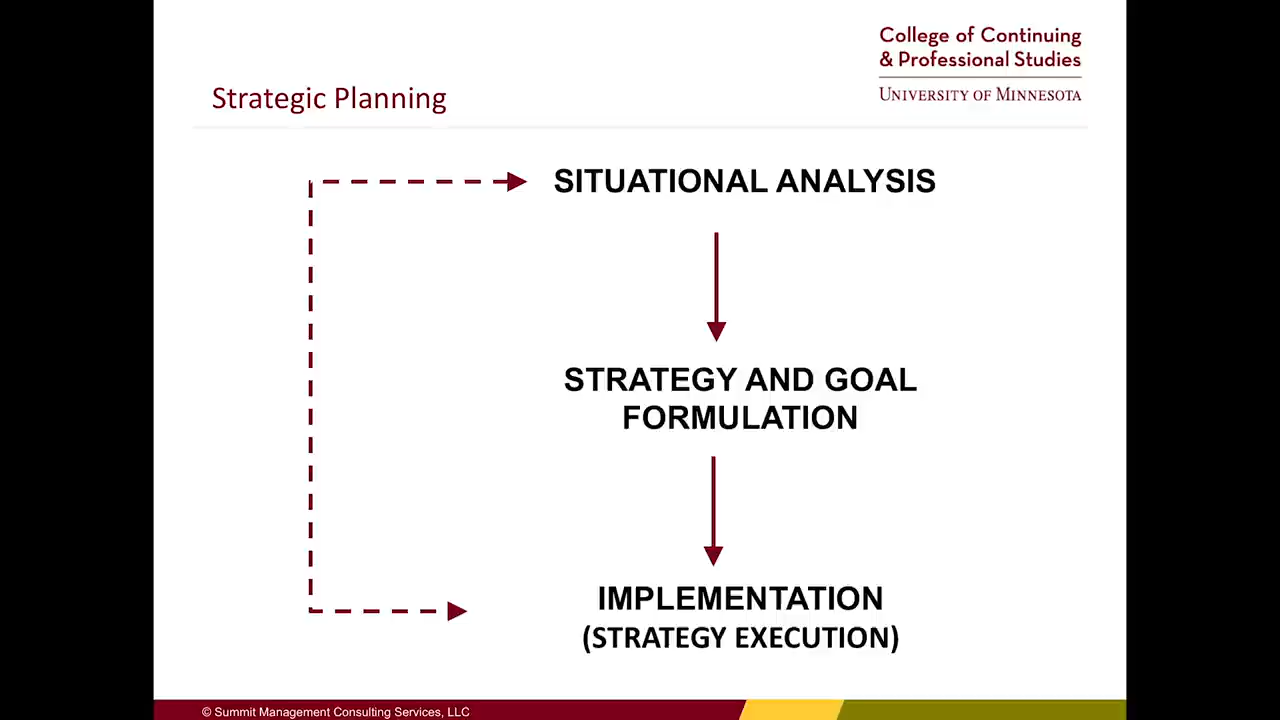 College of Continuing
& Professional Studies
UNIVERSITY OF MINNESOTA
Strategic Planning
SITUATIONAL ANALYSIS
STRATEGY AND GOAL
FORMULATION
IMPLEMENTATION
(STRATEGY EXECUTION)
© Summit Management Consulting Services, LLC